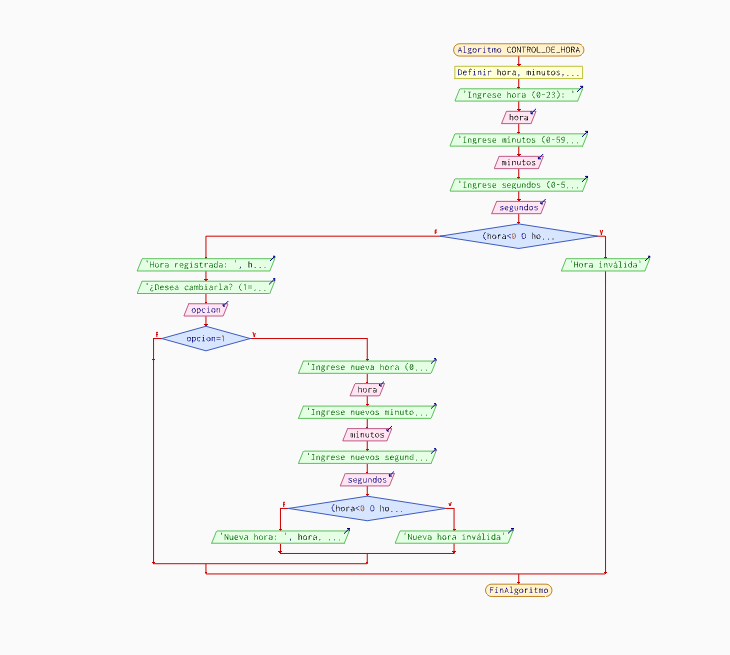 Algoritmo CONTROL_DE_HORA
Definir hora, minutos,...
'Ingrese hora (0-23): '
hora
'Ingrese minutos (0-59...
minutos
'Ingrese segundos (0-5...
segundos
(hora<0 O ho...
F
V
'Hora registrada: ', h...
'Hora inválida'
'¿Desea cambiarla? (1=...
opcion
opcion=1
F
V
'Ingrese nueva hora (0,...
hora
'Ingrese nuevos minuto...
minutos
'Ingrese nuevos segund...
segundos
(hora<0 O ho...
F
V
'Nueva hora: ', hora, ...
'Nueva hora inválida'
FinAlgoritmo